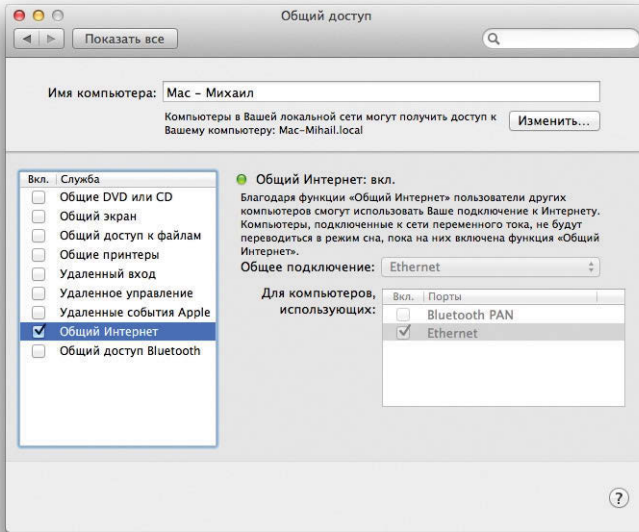 Общий доступ
Показать все
Имя компьютера: Mac – Михаил
Компьютеры в Вашей локальной сети могут получить доступ к
Вашему компьютеру: Mac-Mihail.local
Изменить...
Вкл. Служба
Общие DVD или CD
Общий экран
Общий доступ к файлам
Общие принтеры
Удаленный вход
Удаленное управление
Удаленные события Apple
Общий Интернет
Общий доступ Bluetooth
Общий Интернет: вкл.
Благодаря функции «Общий Интернет» пользователи других
компьютеров смогут использовать Ваше подключение к Интернету.
Компьютеры, подключенные к сети переменного тока, не будут
переводиться в режим сна, пока на них включена функция «Общий
Интернет».
Общее подключение: Ethernet
Для компьютеров,
использующих:
Вкл. Порты
Bluetooth PAN
Ethernet
?